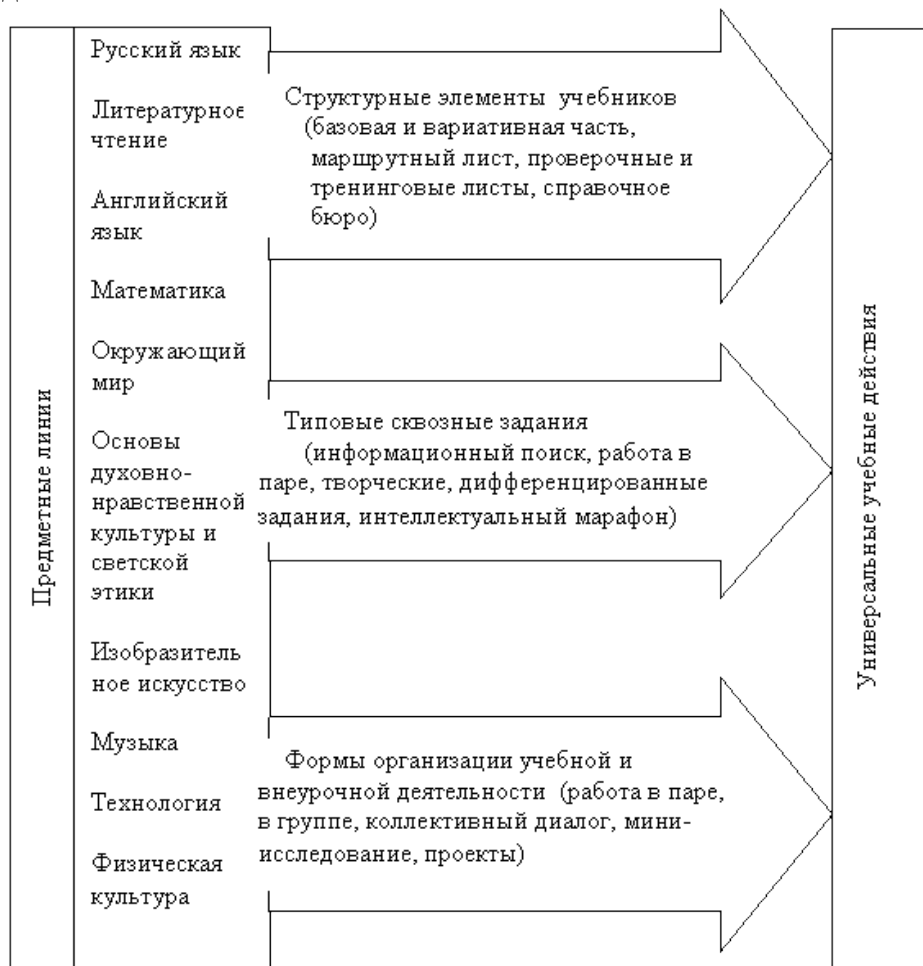 Предметные линии
Русский язык
Литературное
чтение
Английский
язык
Математика
Окружающий
мир
Основы
духовно-
нравственной
культуры и
светской
этики
Изобразитель
ное искусство
Музыка
Технология
Физическая
культура
Структурные элементы учебников
(базовая и вариативная часть,
маршрутный лист, проверочные и
тренинговые листы, справочное
бюро)
Типовые сквозные задания
(информационный поиск, работа в
паре, творческие, дифференцированные
задания, интеллектуальный марафон)
Формы организации учебной и
внеурочной деятельности (работа в паре,
в группе, коллективный диалог, мини-
исследование, проекты)
Универсальные учебные действия